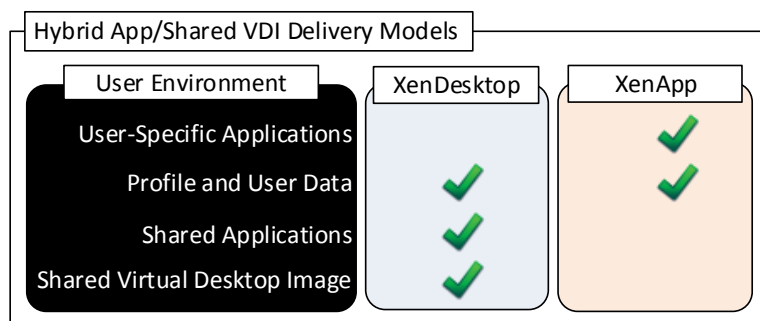 Hybrid App/Shared VDI Delivery Models
User Environment
XenDesktop
XenApp
User-Specific Applications
Profile and User Data
Shared Applications
Shared Virtual Desktop Image